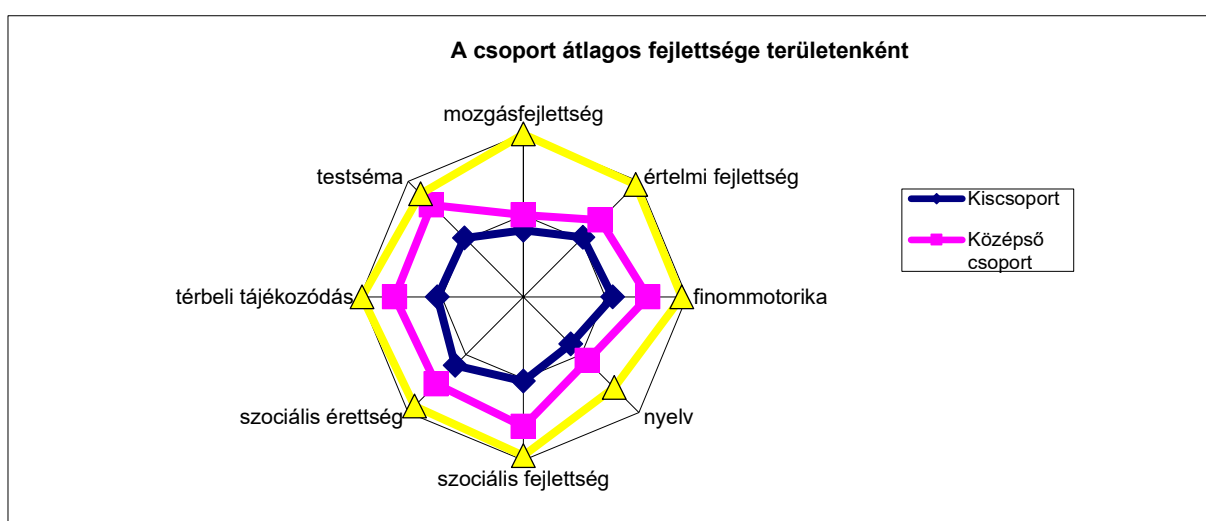 A csoport átlagos fejlettsége területenként
mozgásfejlettség
testséma
értelmi fejlettség
Kiscsoport
Középső
csoport
térbeli tájékozódás
finommotorika
szociális érettség
nyelv
szociális fejlettség